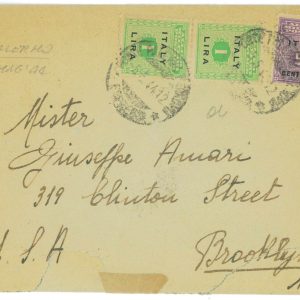 ITALY
1
LIRA
ITALY
1
LIRA
CENT
Mister
Giuseppe Amari
319 Clinton Street
Brooklyn
U.S.A